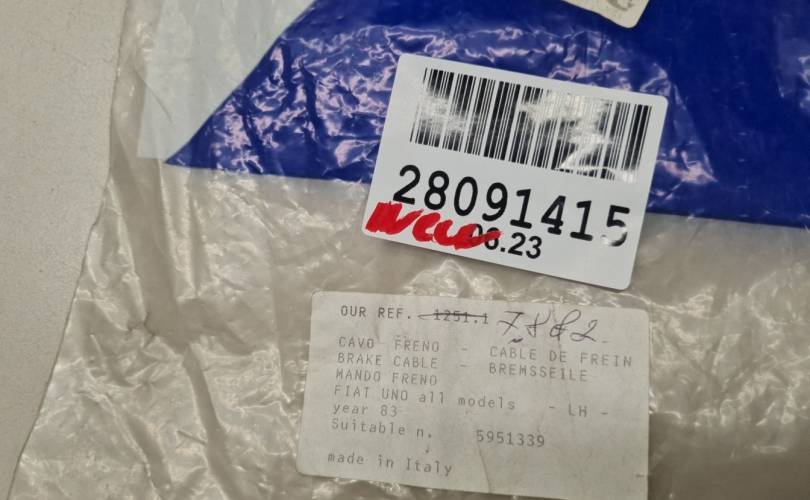 28091415
06.23
OUR REF. 1251.1 7882
CAVO FRENO - CABLE DE FREIN
BRAKE CABLE - BREMSSEILE
MANDO FRENO
FIAT UNO all models - LH -
year 83
Suitable n. 5951339
made in Italy